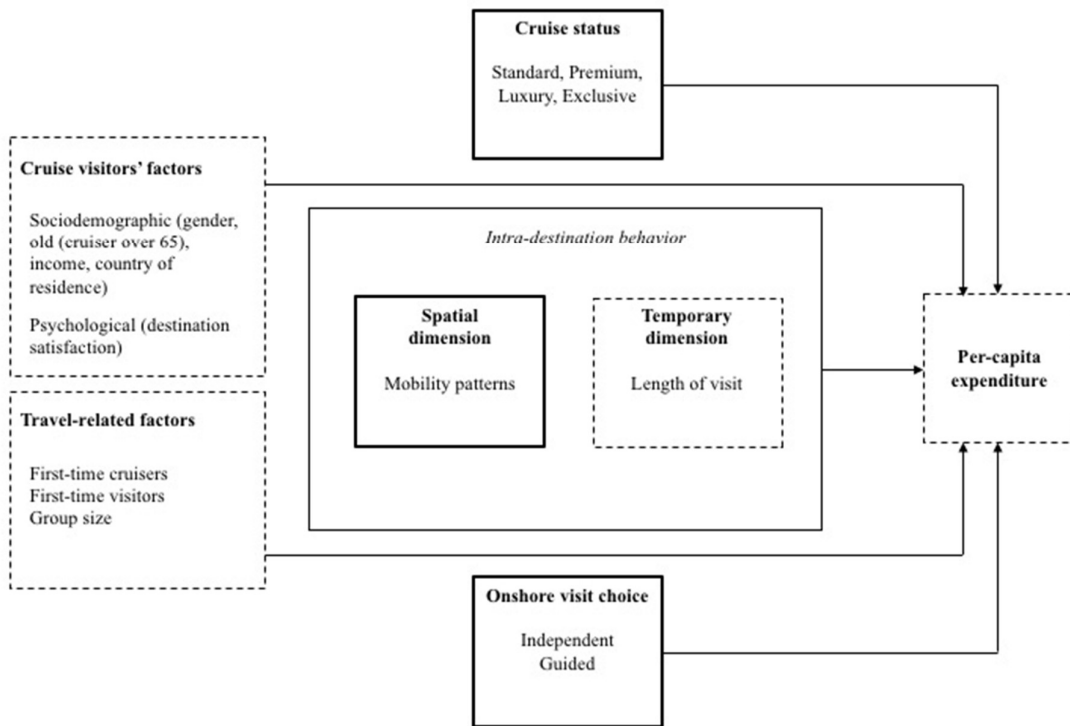 Cruise status
Standard, Premium,
Luxury, Exclusive
Cruise visitors’ factors
Sociodemographic (gender,
old (cruiser over 65),
income, country of
residence)
Psychological (destination
satisfaction)
Travel-related factors
First-time cruisers
First-time visitors
Group size
Intra-destination behavior
Spatial
dimension
Mobility patterns
Temporary
dimension
Length of visit
Per-capita
expenditure
Onshore visit choice
Independent
Guided